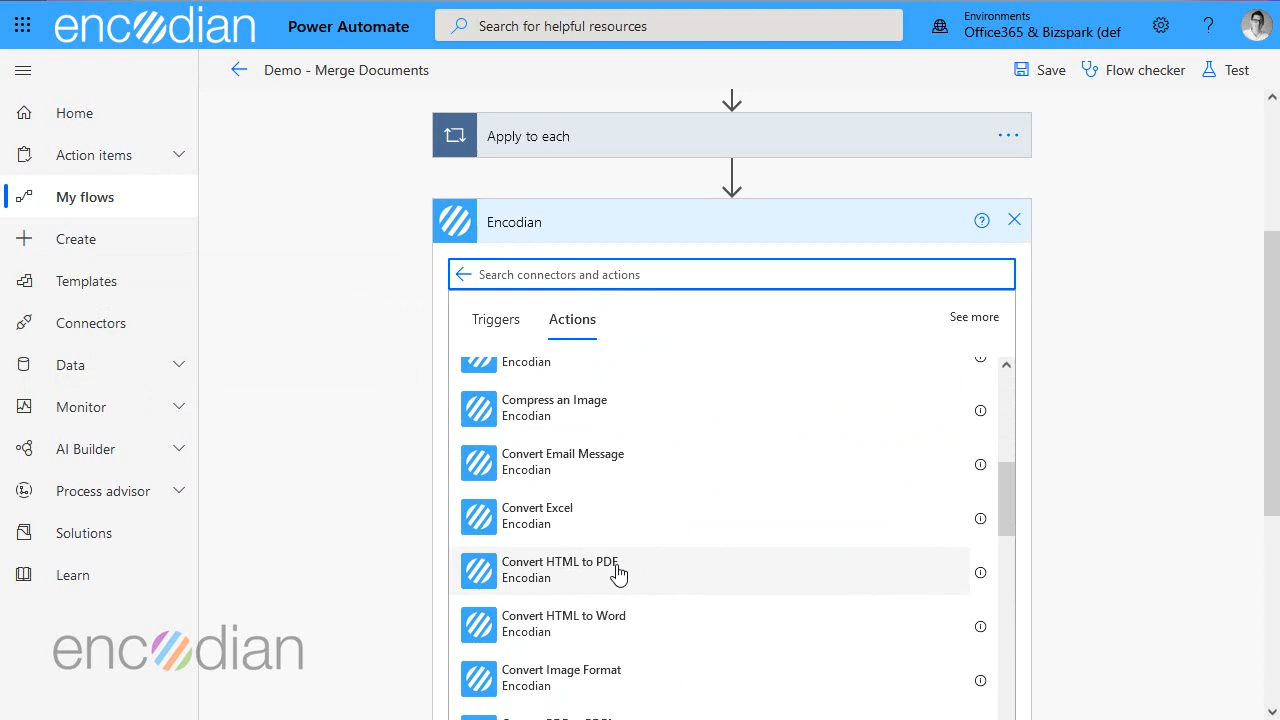 encodian
Power Automate
Search for helpful resources
Environments
Office365 & Bizspark (def
?
Demo - Merge Documents
Save
Flow checker
Test
Home
Action items
My flows
Create
Templates
Connectors
Data
Monitor
AI Builder
Process advisor
Solutions
Learn
Apply to each
Encodian
Search connectors and actions
Triggers
Actions
See more
Encodian
Compress an Image
Encodian
Convert Email Message
Encodian
Convert Excel
Encodian
Convert HTML to PDF
Encodian
Convert HTML to Word
Encodian
Convert Image Format
Encodian
encodian